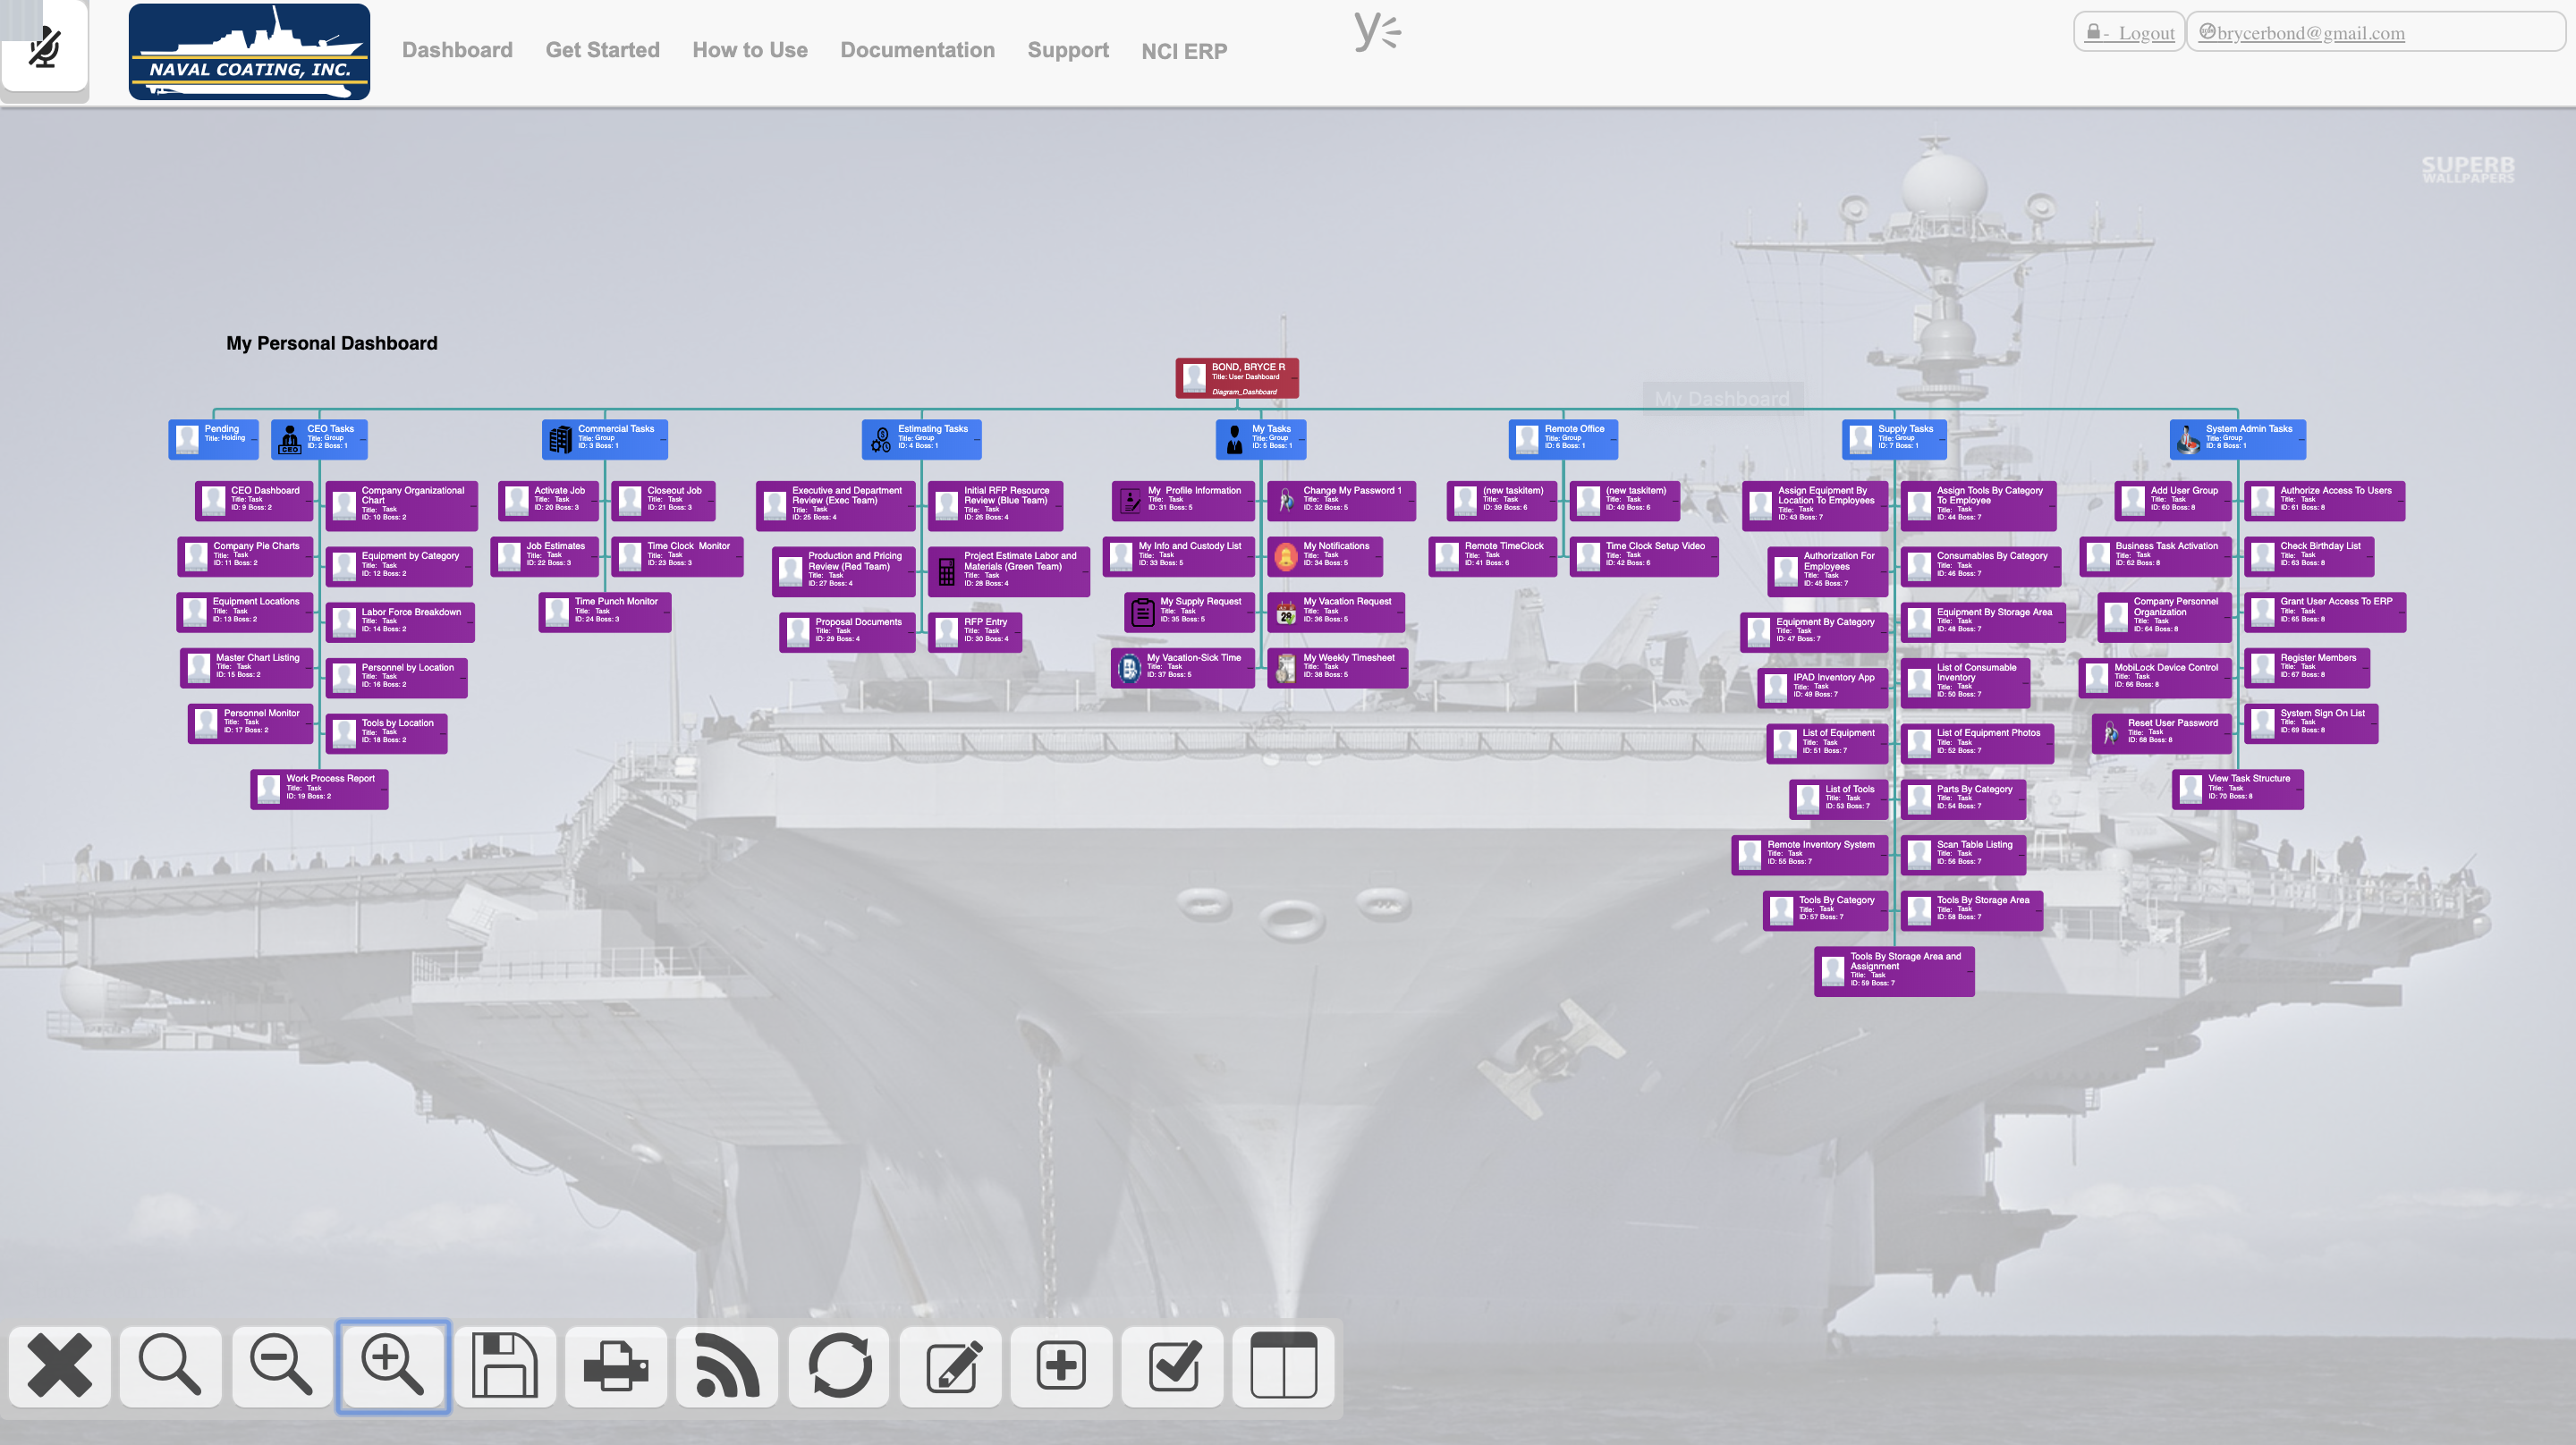 NAVAL COATING, INC.
Dashboard
Get Started
How to Use
Documentation
Support
NCI ERP
- Logout
brycerbond@gmail.com
SUPERB
WALLPAPERS
My Personal Dashboard
BOND, BRYCE R
Title: User Dashboard
Diagram_Dashboard
My Dashboard
Pending
Title: Holding
CEO Tasks
Title: Group
ID: 2 Boss: 1
Commercial Tasks
Title: Group
ID: 3 Boss: 1
Estimating Tasks
Title: Group
ID: 4 Boss: 1
My Tasks
Title: Group
ID: 5 Boss: 1
Remote Office
Title: Group
ID: 6 Boss: 1
Supply Tasks
Title: Group
ID: 7 Boss: 1
System Admin Tasks
Title: Group
ID: 8 Boss: 1
CEO Dashboard
Title: Task
ID: 9 Boss: 2
Company Organizational
Chart
Title: Task
ID: 10 Boss: 2
Company Pie Charts
Title: Task
ID: 11 Boss: 2
Equipment by Category
Title: Task
ID: 12 Boss: 2
Equipment Locations
Title: Task
ID: 13 Boss: 2
Labor Force Breakdown
Title: Task
ID: 14 Boss: 2
Master Chart Listing
Title: Task
ID: 15 Boss: 2
Personnel by Location
Title: Task
ID: 16 Boss: 2
Personnel Monitor
Title: Task
ID: 17 Boss: 2
Tools by Location
Title: Task
ID: 18 Boss: 2
Work Process Report
Title: Task
ID: 19 Boss: 2
Activate Job
Title: Task
ID: 20 Boss: 3
Closeout Job
Title: Task
ID: 21 Boss: 3
Job Estimates
Title: Task
ID: 22 Boss: 3
Time Clock Monitor
Title: Task
ID: 23 Boss: 3
Time Punch Monitor
Title: Task
ID: 24 Boss: 3
Executive and Department
Review (Exec Team)
Title: Task
ID: 25 Boss: 4
Initial RFP Resource
Review (Blue Team)
Title: Task
ID: 26 Boss: 4
Production and Pricing
Review (Red Team)
Title: Task
ID: 27 Boss: 4
Project Estimate Labor and
Materials (Green Team)
Title: Task
ID: 28 Boss: 4
Proposal Documents
Title: Task
ID: 29 Boss: 4
RFP Entry
Title: Task
ID: 30 Boss: 4
My Profile Information
Title: Task
ID: 31 Boss: 5
Change My Password 1
Title: Task
ID: 32 Boss: 5
My Info and Custody List
Title: Task
ID: 33 Boss: 5
My Notifications
Title: Task
ID: 34 Boss: 5
My Supply Request
Title: Task
ID: 35 Boss: 5
My Vacation Request
Title: Task
ID: 36 Boss: 5
My Vacation-Sick Time
Title: Task
ID: 37 Boss: 5
My Weekly Timesheet
Title: Task
ID: 38 Boss: 5
(new taskitem)
Title: Task
ID: 39 Boss: 6
(new taskitem)
Title: Task
ID: 40 Boss: 6
Remote TimeClock
Title: Task
ID: 41 Boss: 6
Time Clock Setup Video
Title: Task
ID: 42 Boss: 6
Assign Equipment By
Location To Employees
Title: Task
ID: 43 Boss: 7
Assign Tools By Category
To Employee
Title: Task
ID: 44 Boss: 7
Authorization For
Employees
Title: Task
ID: 45 Boss: 7
Consumables By Category
Title: Task
ID: 46 Boss: 7
Equipment By Category
Title: Task
ID: 47 Boss: 7
Equipment By Storage Area
Title: Task
ID: 48 Boss: 7
IPAD Inventory App
Title: Task
ID: 49 Boss: 7
List of Consumable
Inventory
Title: Task
ID: 50 Boss: 7
List of Equipment
Title: Task
ID: 51 Boss: 7
List of Equipment Photos
Title: Task
ID: 52 Boss: 7
List of Tools
Title: Task
ID: 53 Boss: 7
Parts By Category
Title: Task
ID: 54 Boss: 7
Remote Inventory System
Title: Task
ID: 55 Boss: 7
Scan Table Listing
Title: Task
ID: 56 Boss: 7
Tools By Category
Title: Task
ID: 57 Boss: 7
Tools By Storage Area
Title: Task
ID: 58 Boss: 7
Tools By Storage Area and
Assignment
Title: Task
ID: 59 Boss: 7
Add User Group
Title: Task
ID: 60 Boss: 8
Authorize Access To Users
Title: Task
ID: 61 Boss: 8
Business Task Activation
Title: Task
ID: 62 Boss: 8
Check Birthday List
Title: Task
ID: 63 Boss: 8
Company Personnel
Organization
Title: Task
ID: 64 Boss: 8
Grant User Access To ERP
Title: Task
ID: 65 Boss: 8
MobiLock Device Control
Title: Task
ID: 66 Boss: 8
Register Members
Title: Task
ID: 67 Boss: 8
Reset User Password
Title: Task
ID: 68 Boss: 8
System Sign On List
Title: Task
ID: 69 Boss: 8
View Task Structure
Title: Task
ID: 70 Boss: 8